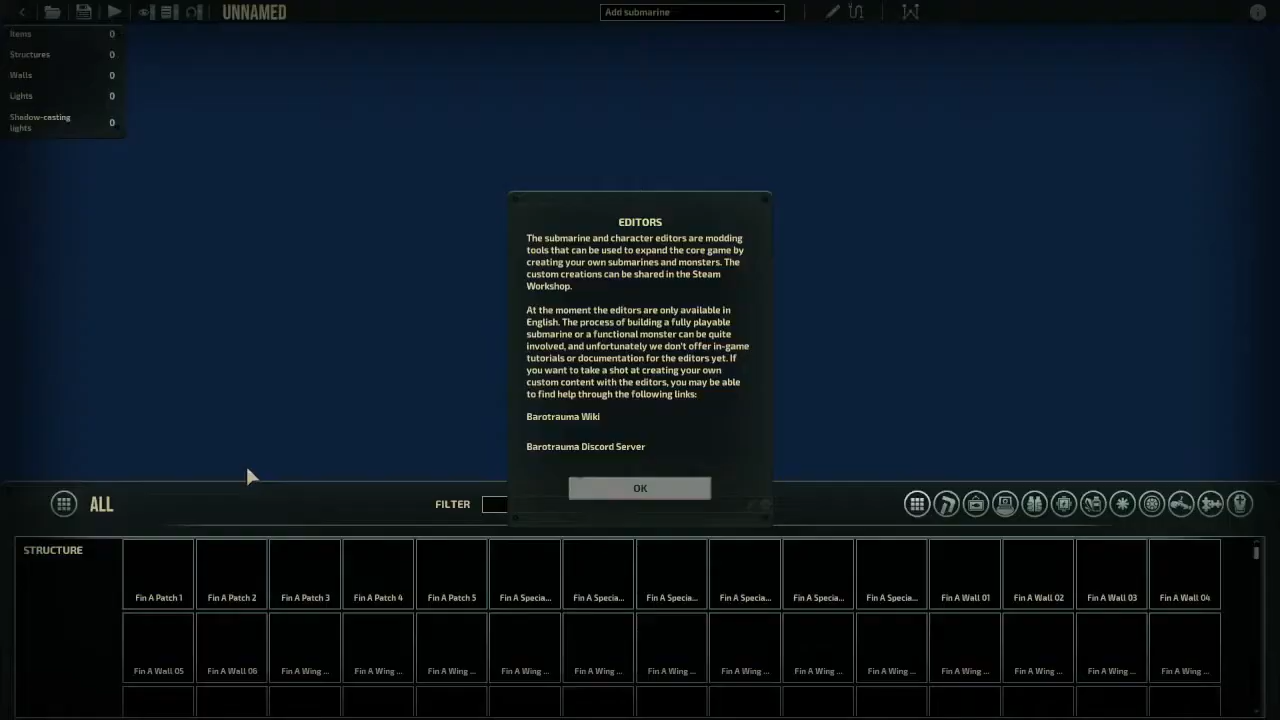 UNNAMED
Add submarine
Items 0
Structures 0
Walls 0
Lights 0
Shadow-casting
lights 0
EDITORS
The submarine and character editors are modding
tools that can be used to expand the core game by
creating your own submarines and monsters. The
custom creations can be shared in the Steam
Workshop.
At the moment the editors are only available in
English. The process of building a fully playable
submarine or a functional monster can be quite
involved, and unfortunately we don't offer in-game
tutorials or documentation for the editors yet. If
you want to take a shot at creating your own
custom content with the editors, you may be able
to find help through the following links:
Barotrauma Wiki
Barotrauma Discord Server
OK
ALL
FILTER
STRUCTURE
Fin A Patch 1 Fin A Patch 2 Fin A Patch 3 Fin A Patch 4 Fin A Patch 5 Fin A Specia... Fin A Specia... Fin A Specia... Fin A Specia... Fin A Specia... Fin A Specia... Fin A Wall 01 Fin A Wall 02 Fin A Wall 03 Fin A Wall 04
Fin A Wall 05 Fin A Wall 06 Fin A Wing ... Fin A Wing ... Fin A Wing ... Fin A Wing ... Fin A Wing ... Fin A Wing ... Fin A Wing ... Fin A Wing ... Fin A Wing ... Fin A Wing ... Fin A Wing ... Fin A Wing ... Fin A Wing ...